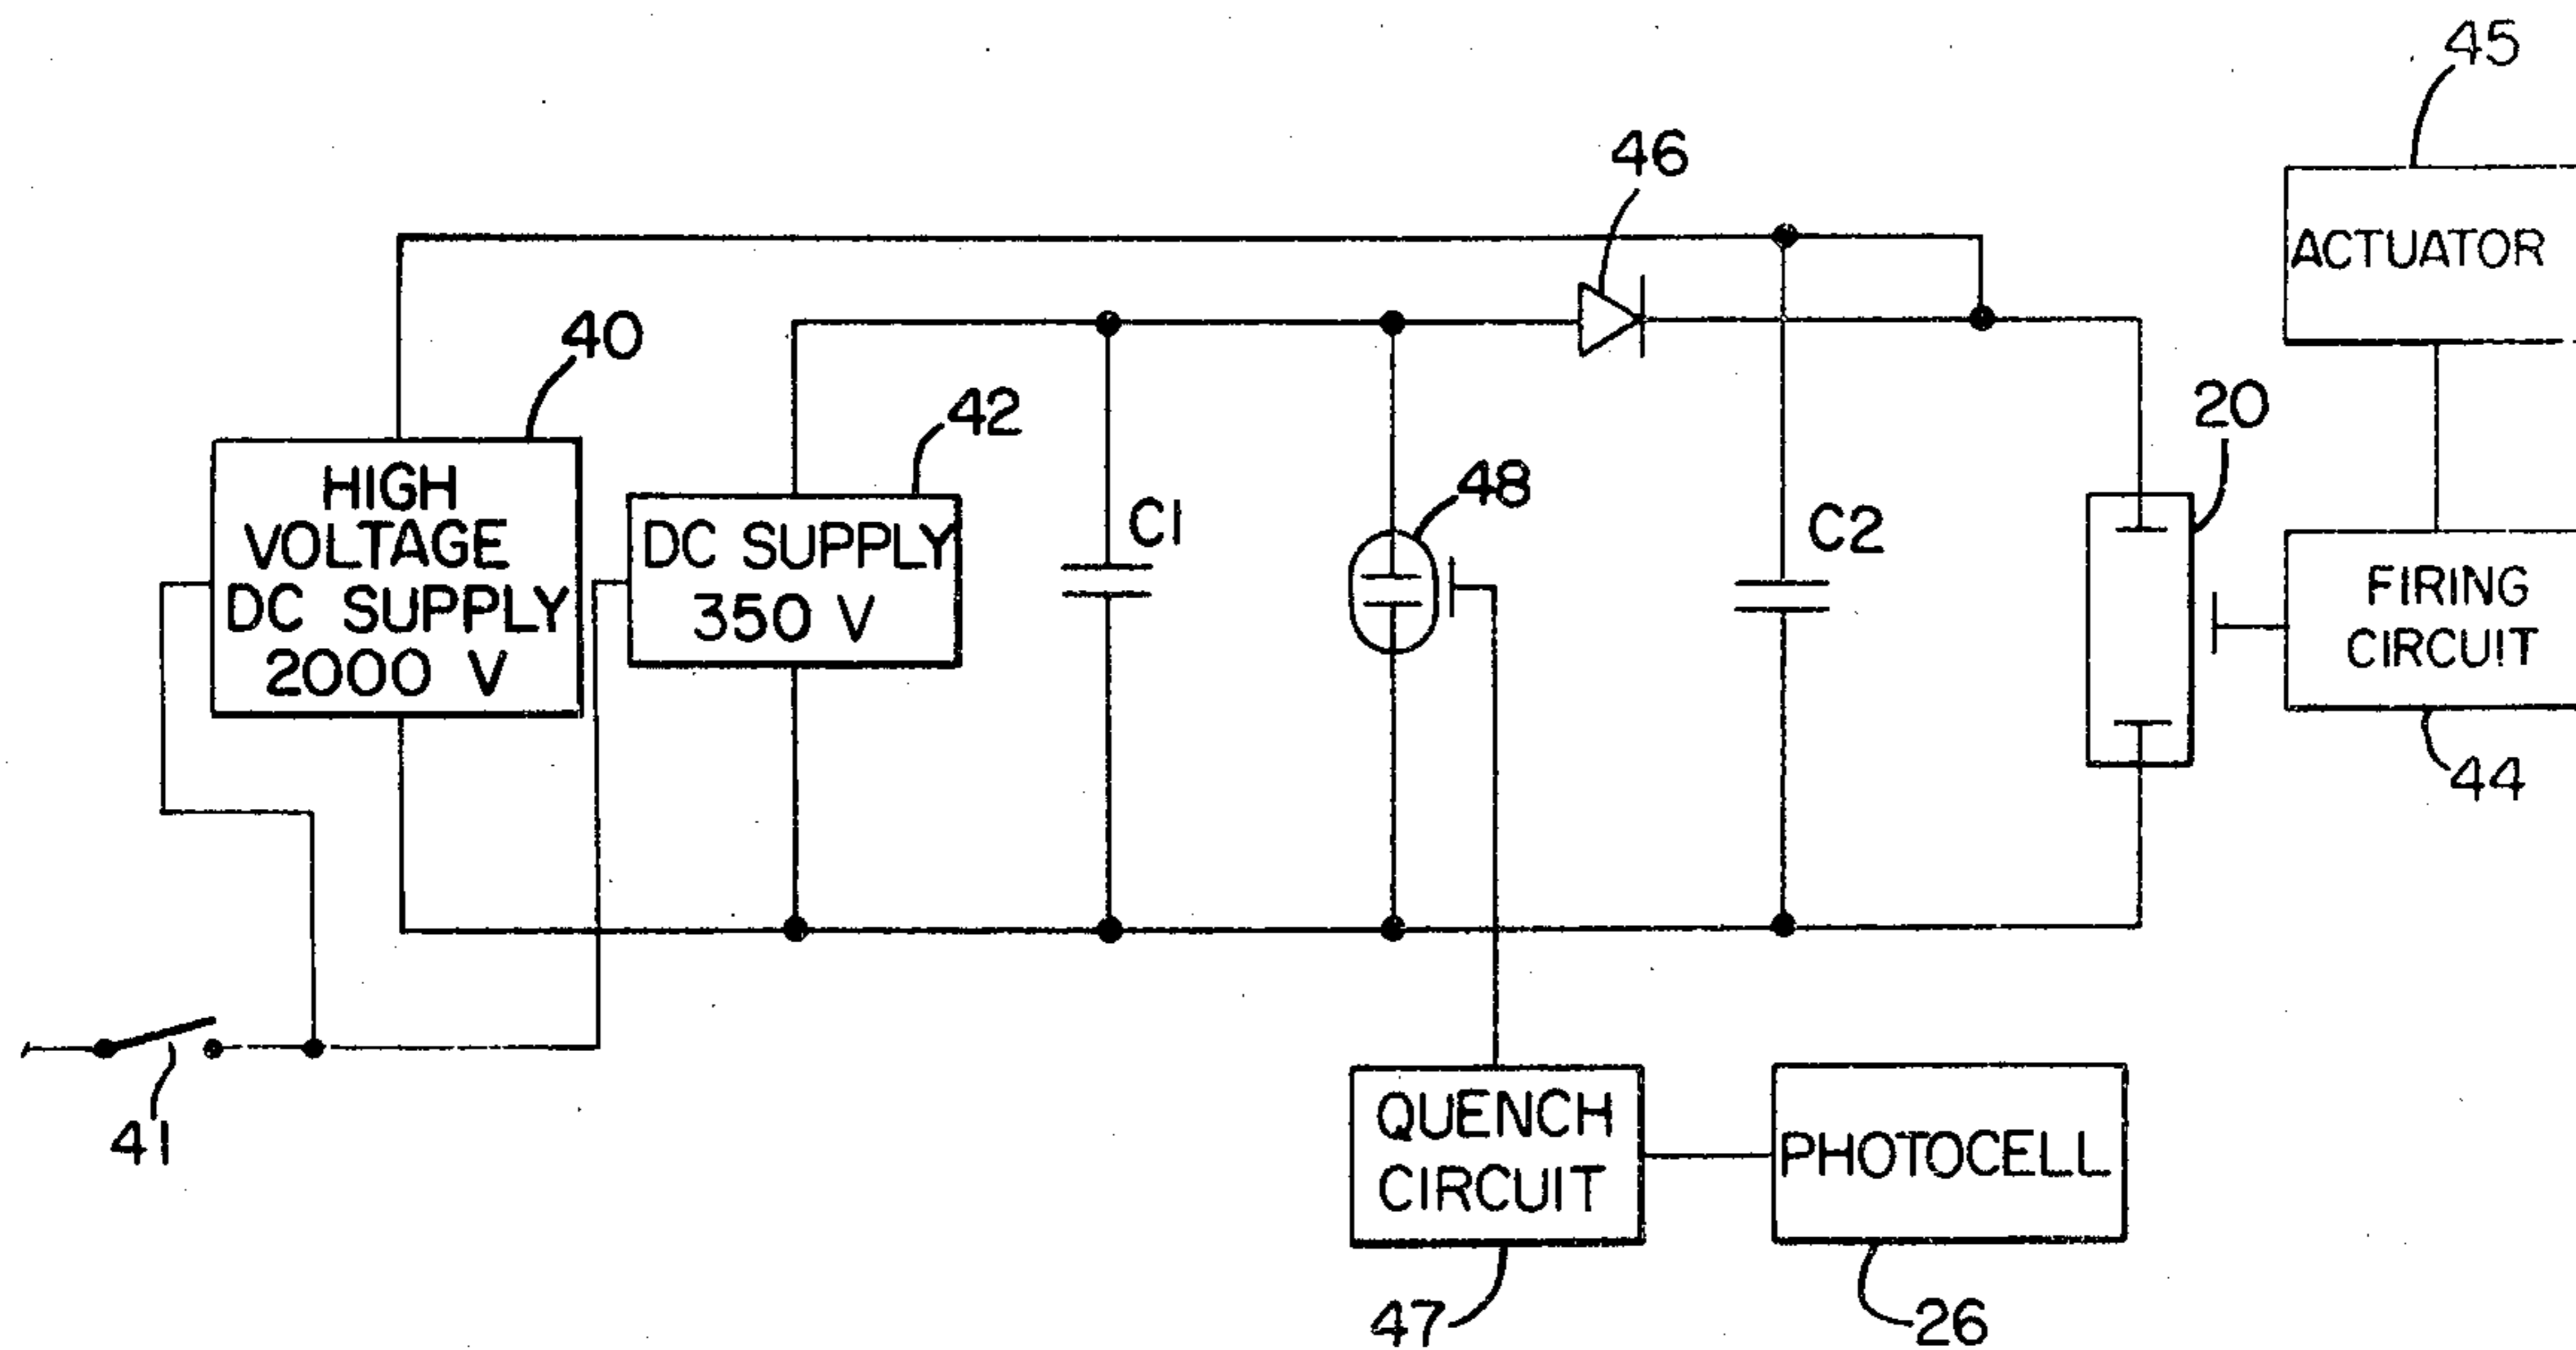 45
46
ACTUATOR
40
42
20
HIGH
VOLTAGE
DC SUPPLY
2000 V
DC SUPPLY
350 V
C1
48
C2
FIRING
CIRCUIT
44
41
QUENCH
CIRCUIT
PHOTOCELL
47
26